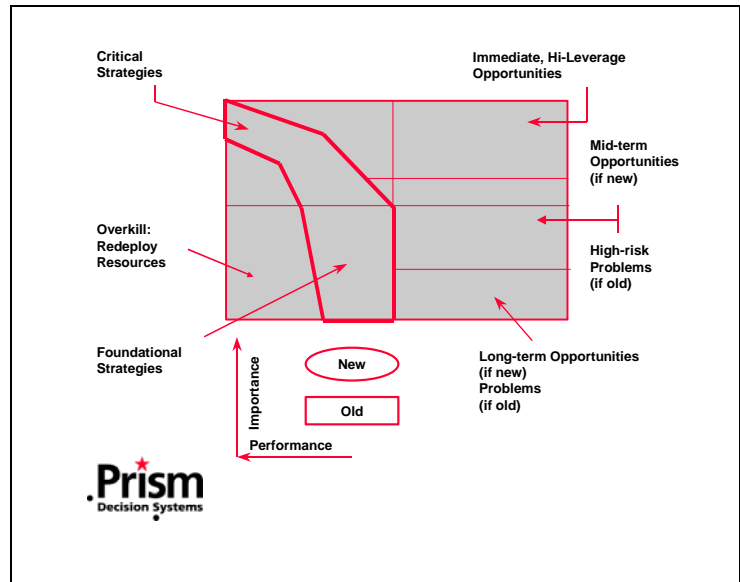 Critical
Strategies
Immediate, Hi-Leverage
Opportunities
Mid-term
Opportunities
(if new)
Overkill:
Redeploy
Resources
High-risk
Problems
(if old)
Foundational
Strategies
Long-term Opportunities
(if new)
Problems
(if old)
New
Old
Importance
Performance
Prism
Decision Systems